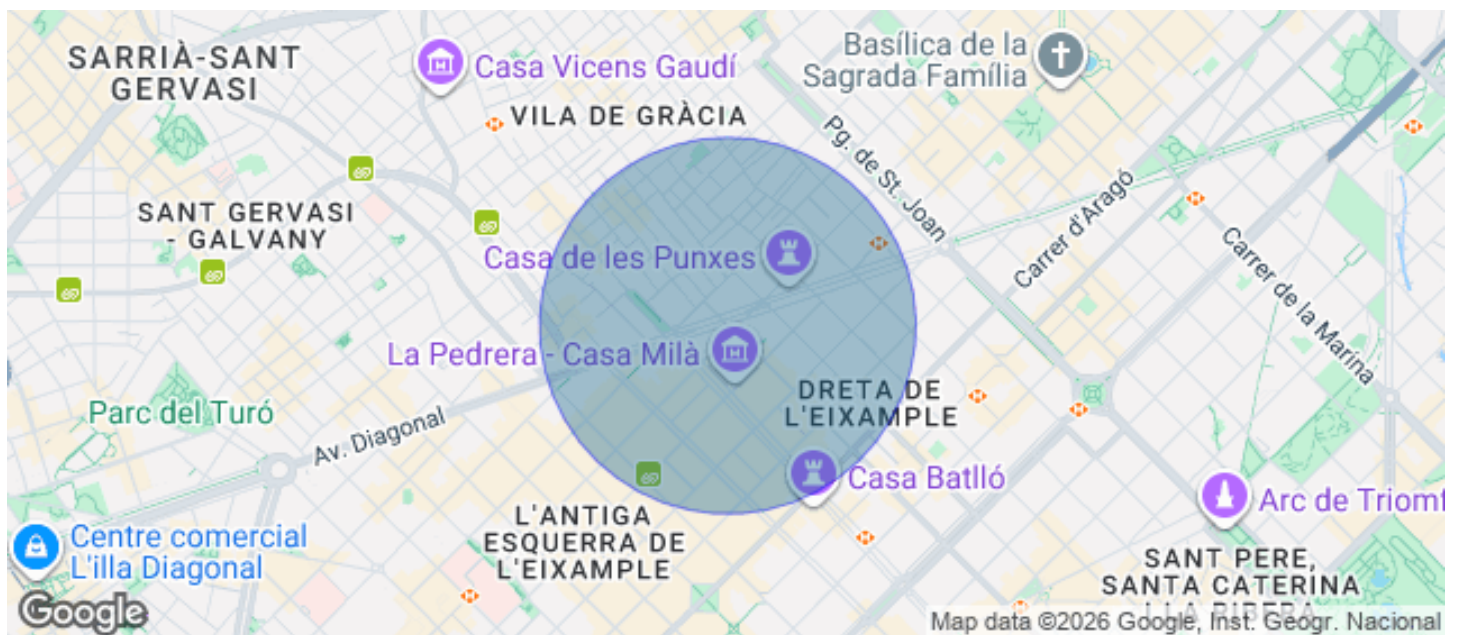 SARRIÀ-SANT
GERVASI
Casa Vicens Gaudí
Basílica de la
Sagrada Família
VILA DE GRÀCIA
Pg. de St. Joan
Carrer d'Aragó
SANT GERVASI
- GALVANY
Casa de les Punxes
Carrer de la Marina
La Pedrera - Casa Milà
DRETA DE
L'EIXAMPLE
Parc del Turó
Av. Diagonal
Casa Batlló
Arc de Triomf
L'ANTIGA
ESQUERRA DE
L'EIXAMPLE
Centre comercial
L'illa Diagonal
SANT PERE,
SANTA CATERINA
I LA RIBERA
Google
Map data ©2026 Google, Inst. Geogr. Nacional